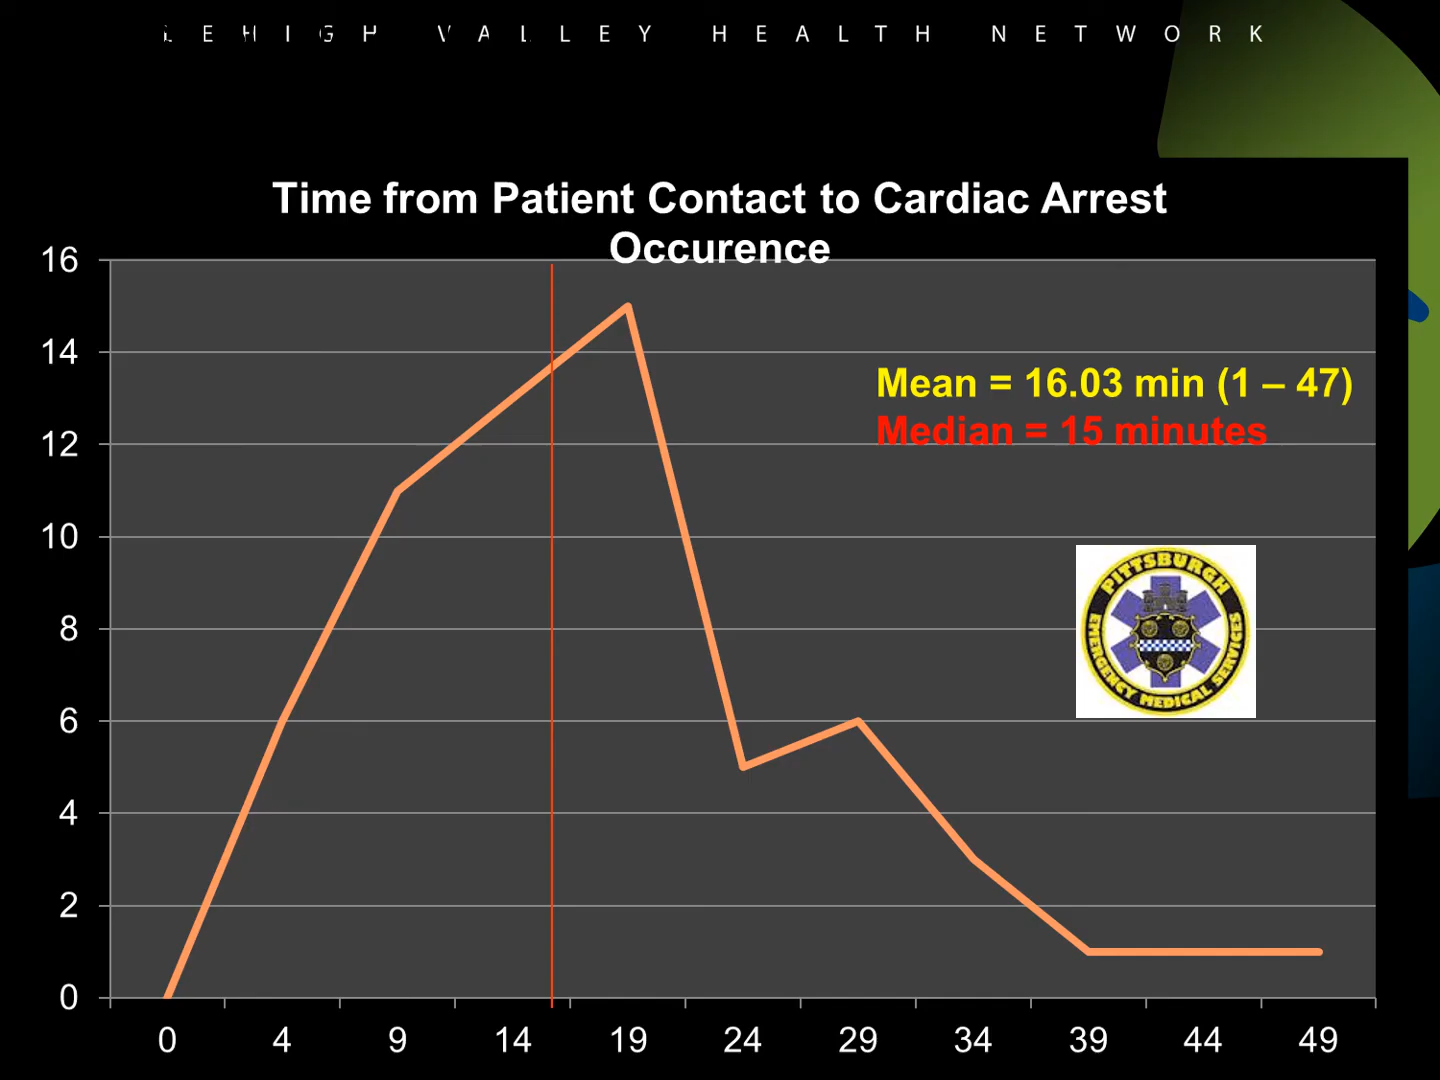 LEHIGH VALLEY HEALTH NETWORK
Time from Patient Contact to Cardiac Arrest
Occurence
16
14
12
10
8
6
4
2
0
Mean = 16.03 min (1 – 47)
Median = 15 minutes
PITTSBURGH
EMERGENCY MEDICAL SERVICES
0 4 9 14 19 24 29 34 39 44 49